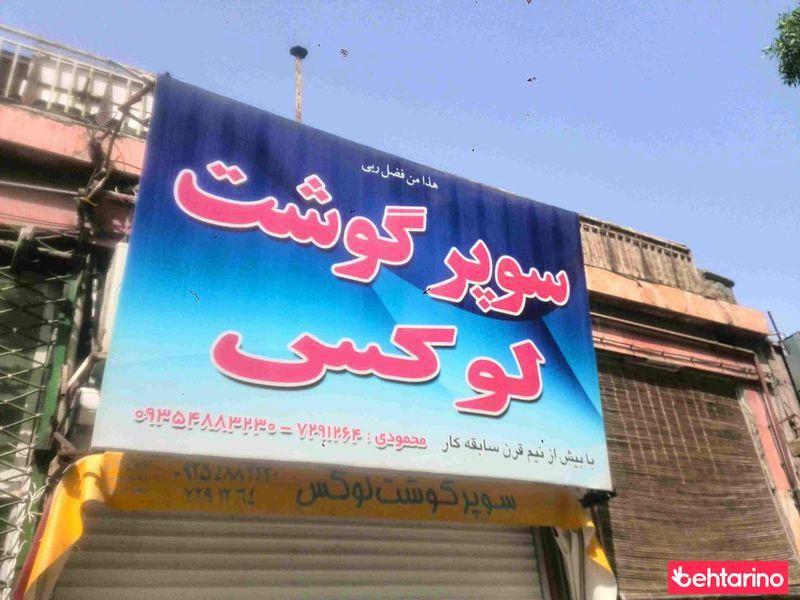 هذا من فضل ربی
سوپر گوشت
لوکس
با بیش از نیم قرن سابقه کار محمودی : ۷۲۹۱۲۶۴ - ۰۹۳۵۴۸۸۳۲۳۰
سوپر گوشت لوکس
۷۲۹۱۲۶۴
behtarino